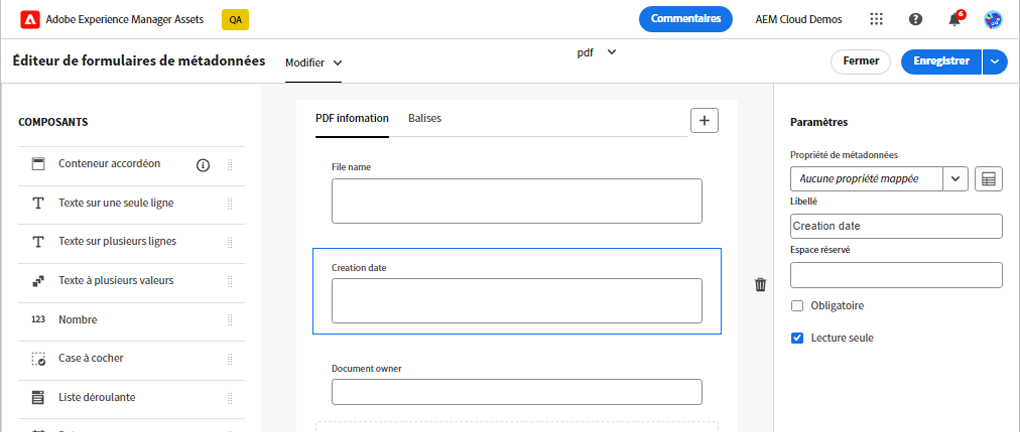 Adobe Experience Manager Assets
QA
Commentaires
AEM Cloud Demos
6
Éditeur de formulaires de métadonnées
Modifier
pdf
Fermer
Enregistrer
COMPOSANTS
Conteneur accordéon
Texte sur une seule ligne
Texte sur plusieurs lignes
Texte à plusieurs valeurs
123 Nombre
Case à cocher
Liste déroulante
PDF infomation
Balises
File name
Creation date
Document owner
Paramètres
Propriété de métadonnées
Aucune propriété mappée
Libellé
Creation date
Espace réservé
Obligatoire
Lecture seule